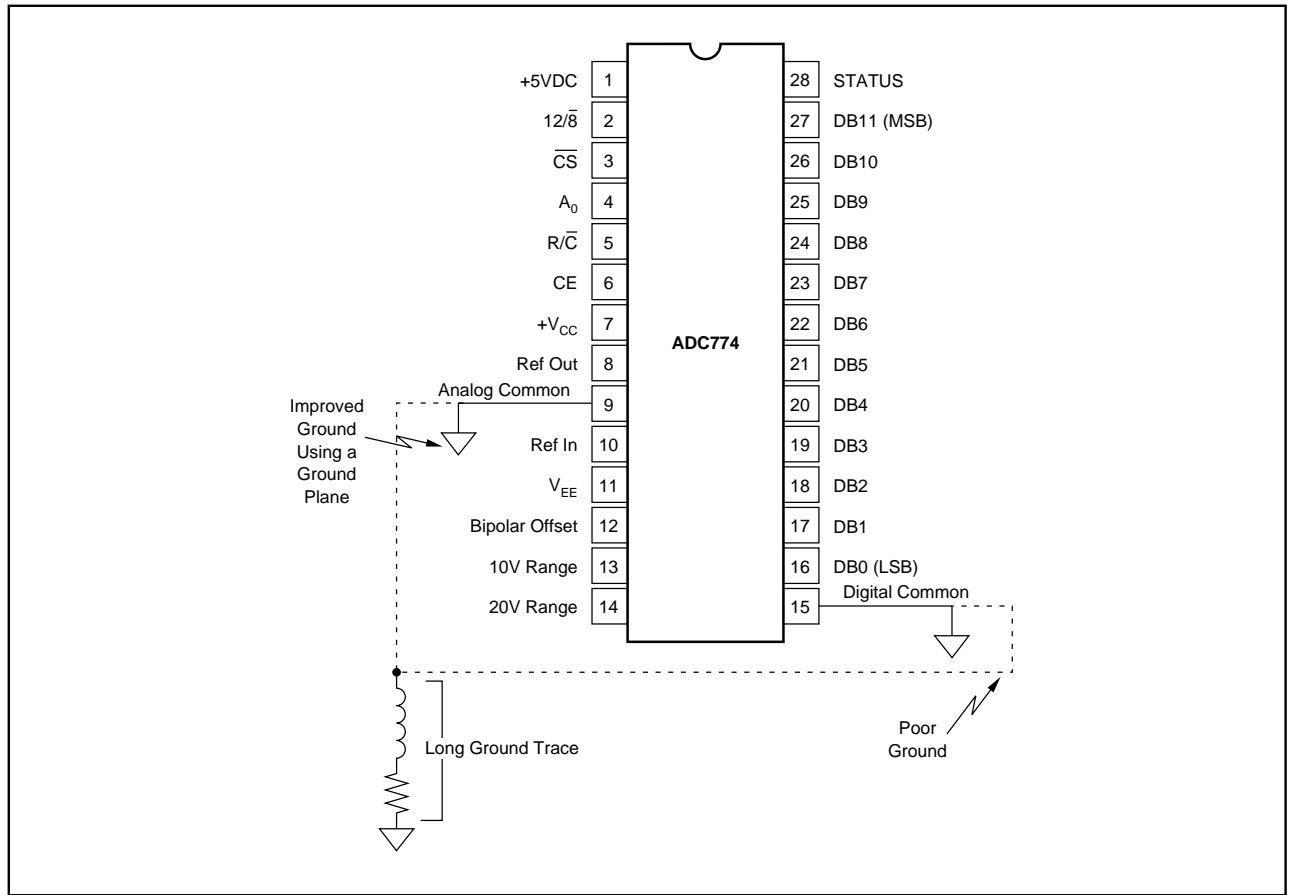 +5VDC 1
12/8̅ 2
C̅S̅ 3
A₀ 4
R/C̅ 5
CE 6
+V_CC 7
Ref Out 8
Analog Common
9
Ref In 10
V_EE 11
Bipolar Offset 12
10V Range 13
20V Range 14
ADC774
28 STATUS
27 DB11 (MSB)
26 DB10
25 DB9
24 DB8
23 DB7
22 DB6
21 DB5
20 DB4
19 DB3
18 DB2
17 DB1
16 DB0 (LSB)
Digital Common
15
Improved
Ground
Using a
Ground
Plane
Long Ground Trace
Poor
Ground